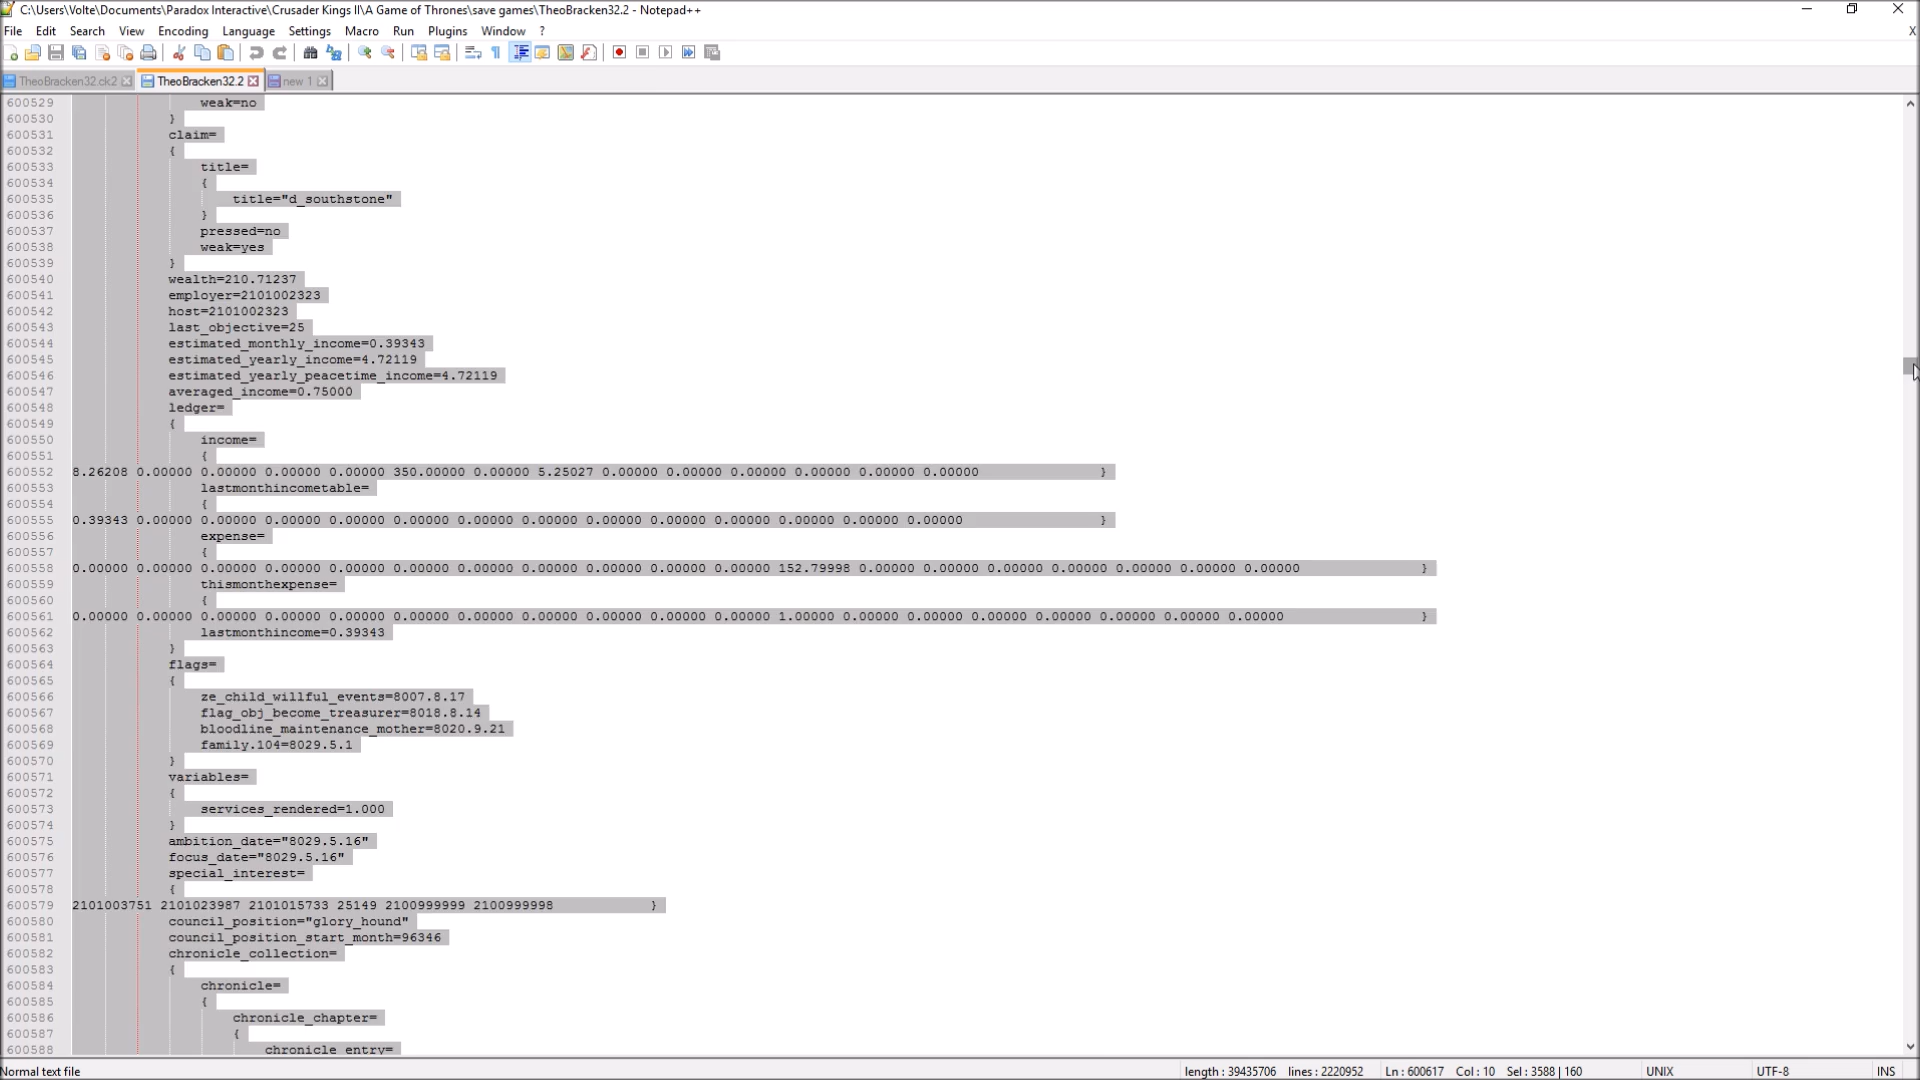 C:\Users\Volte\Documents\Paradox Interactive\Crusader Kings II\A Game of Thrones\save games\TheoBracken32.2 - Notepad++
File Edit Search View Encoding Language Settings Macro Run Plugins Window ? X
TheoBracken32.ck2 TheoBracken32.2 new 1
600529 weak=no
600530 }
600531 claim=
600532 {
600533 title=
600534 {
600535 title="d_southstone"
600536 }
600537 pressed=no
600538 weak=yes
600539 }
600540 wealth=210.71237
600541 employer=2101002323
600542 host=2101002323
600543 last_objective=25
600544 estimated_monthly_income=0.39343
600545 estimated_yearly_income=4.72119
600546 estimated_yearly_peacetime_income=4.72119
600547 averaged_income=0.75000
600548 ledger=
600549 {
600550 income=
600551 {
600552 8.26208 0.00000 0.00000 0.00000 0.00000 350.00000 0.00000 5.25027 0.00000 0.00000 0.00000 0.00000 0.00000 0.00000 }
600553 lastmonthincometable=
600554 {
600555 0.39343 0.00000 0.00000 0.00000 0.00000 0.00000 0.00000 0.00000 0.00000 0.00000 0.00000 0.00000 0.00000 0.00000 }
600556 expense=
600557 {
600558 0.00000 0.00000 0.00000 0.00000 0.00000 0.00000 0.00000 0.00000 0.00000 0.00000 0.00000 152.79998 0.00000 0.00000 0.00000 0.00000 0.00000 0.00000 0.00000 }
600559 thismonthexpense=
600560 {
600561 0.00000 0.00000 0.00000 0.00000 0.00000 0.00000 0.00000 0.00000 0.00000 0.00000 0.00000 1.00000 0.00000 0.00000 0.00000 0.00000 0.00000 0.00000 0.00000 }
600562 lastmonthincome=0.39343
600563 }
600564 flags=
600565 {
600566 ze_child_willful_events=8007.8.17
600567 flag_obj_become_treasurer=8018.8.14
600568 bloodline_maintenance_mother=8020.9.21
600569 family.104=8029.5.1
600570 }
600571 variables=
600572 {
600573 services_rendered=1.000
600574 }
600575 ambition_date="8029.5.16"
600576 focus_date="8029.5.16"
600577 special_interest=
600578 {
600579 2101003751 2101023987 2101015733 25149 2100999999 2100999998 }
600580 council_position="glory_hound"
600581 council_position_start_month=96346
600582 chronicle_collection=
600583 {
600584 chronicle=
600585 {
600586 chronicle_chapter=
600587 {
600588 chronicle_entry=
Normal text file length : 39435706 lines : 2220952 Ln : 600617 Col : 10 Sel : 3588 | 160 UNIX UTF-8 INS